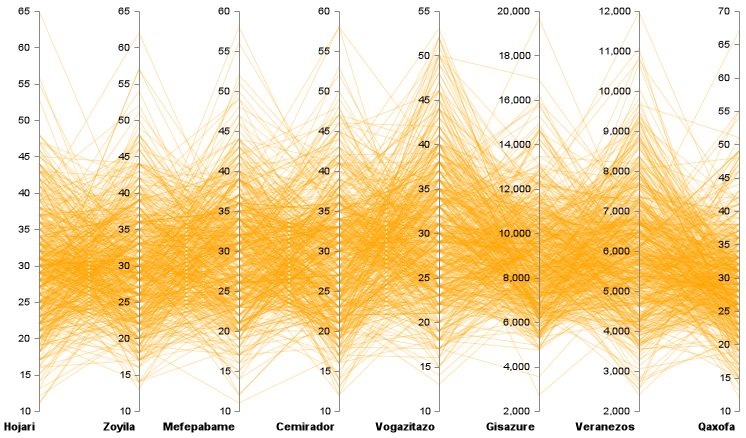 65 65 60 60 55 20,000 12,000 70
60 60 55 55 50 18,000 11,000 65
55 55 50 50 45 16,000 10,000 60
50 50 45 45 40 14,000 9,000 55
45 45 40 40 35 12,000 8,000 50
40 40 35 35 30 10,000 7,000 45
35 35 30 30 25 8,000 6,000 40
30 30 25 25 20 6,000 5,000 35
25 25 20 20 15 4,000 4,000 30
20 20 15 15 10 2,000 3,000 25
15 15 10 10 2,000 20
10 10 15
10
Hojari Zoyila Mefepabame Cemirador Vogazitazo Gisazure Veranezos Qaxofa